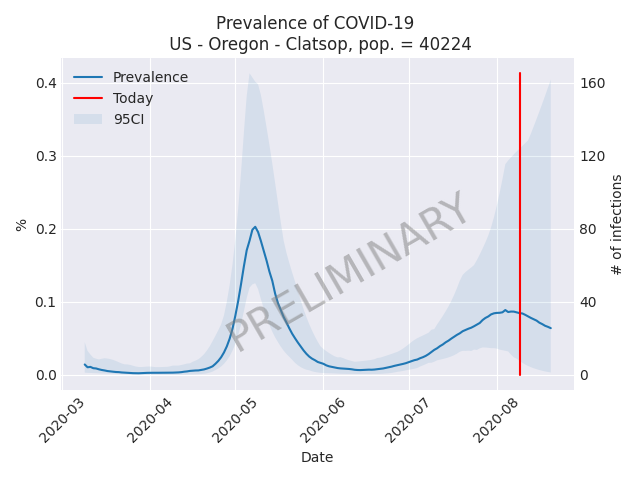 Prevalence of COVID-19
US - Oregon - Clatsop, pop. = 40224
Prevalence
Today
95CI
0.4
0.3
0.2
0.1
0.0
%
160
120
80
40
0
# of infections
PRELIMINARY
2020-03
2020-04
2020-05
2020-06
2020-07
2020-08
Date